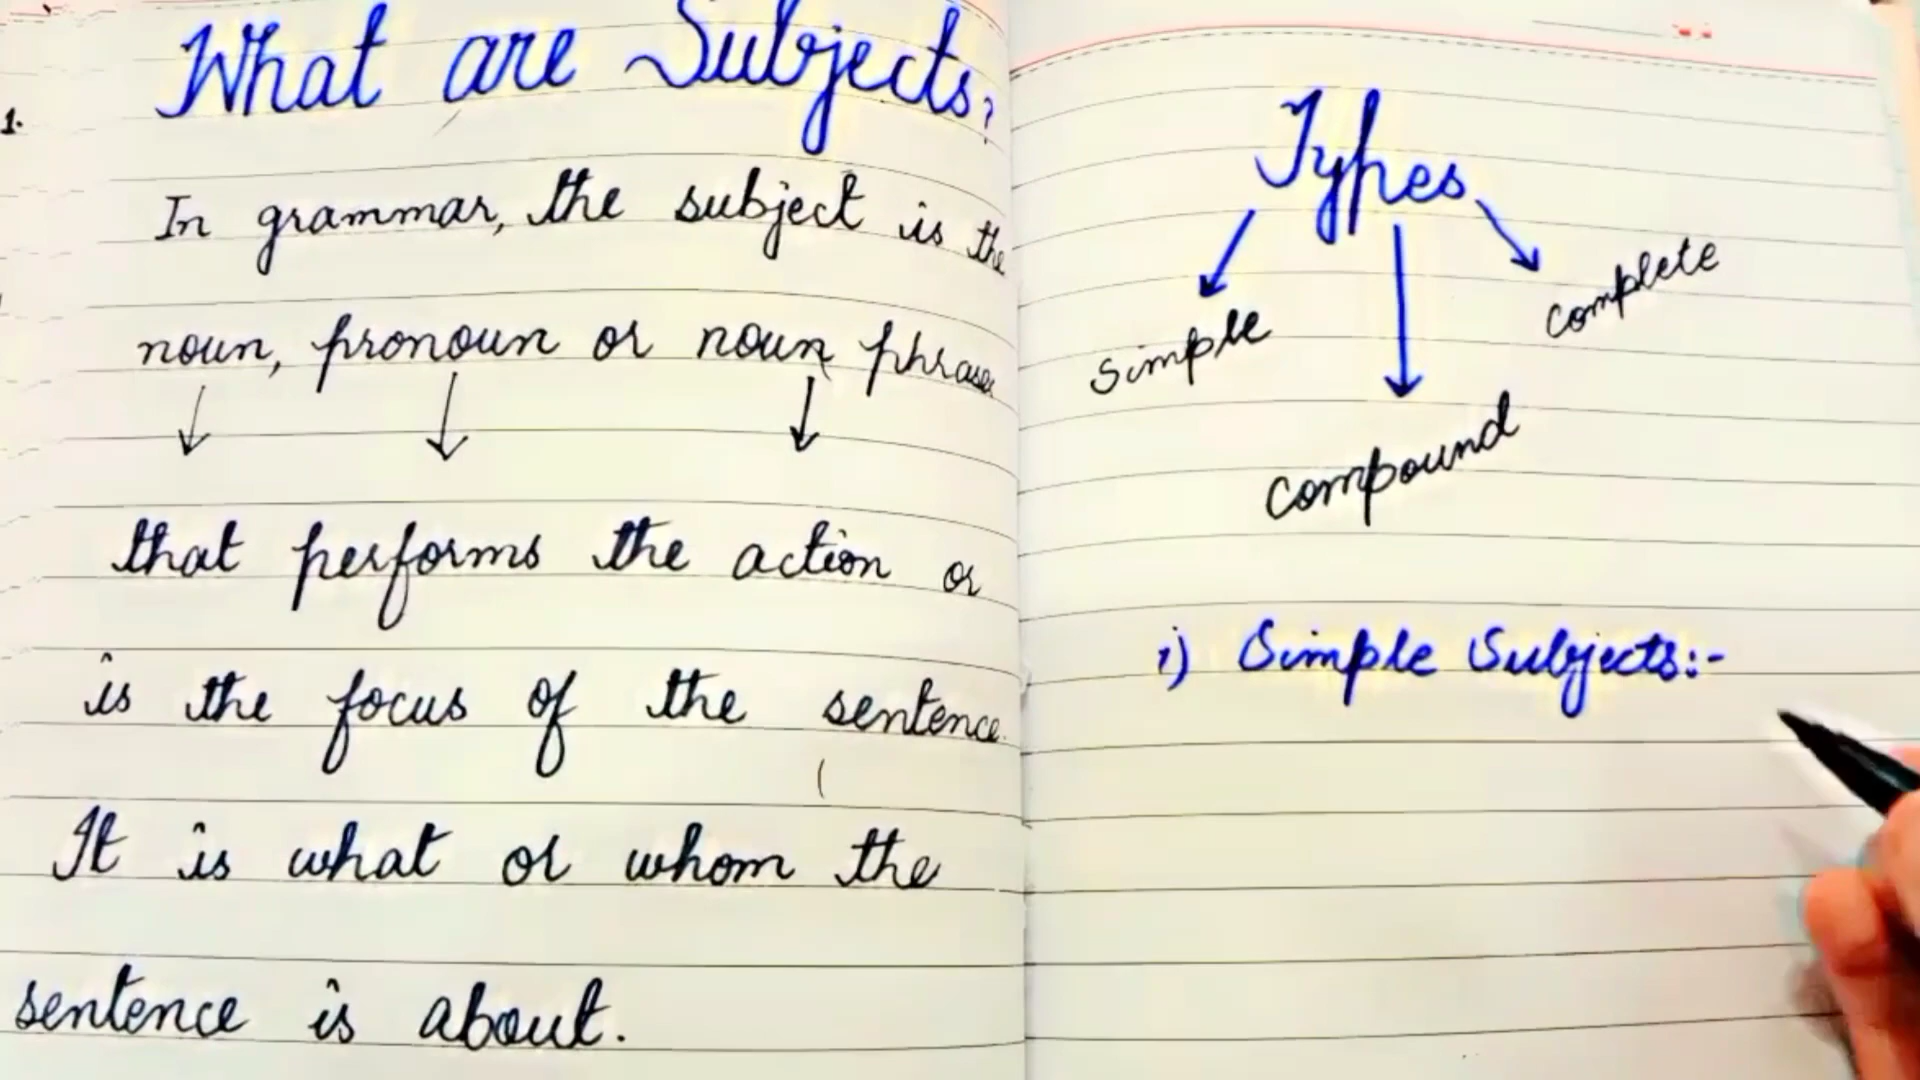 What are Subjects?
1.
In grammar, the subject is the
noun, pronoun or noun phrase
that performs the action or
is the focus of the sentence.
It is what or whom the
sentence is about.
Types
Simple
Complete
Compound
i) Simple Subjects:-